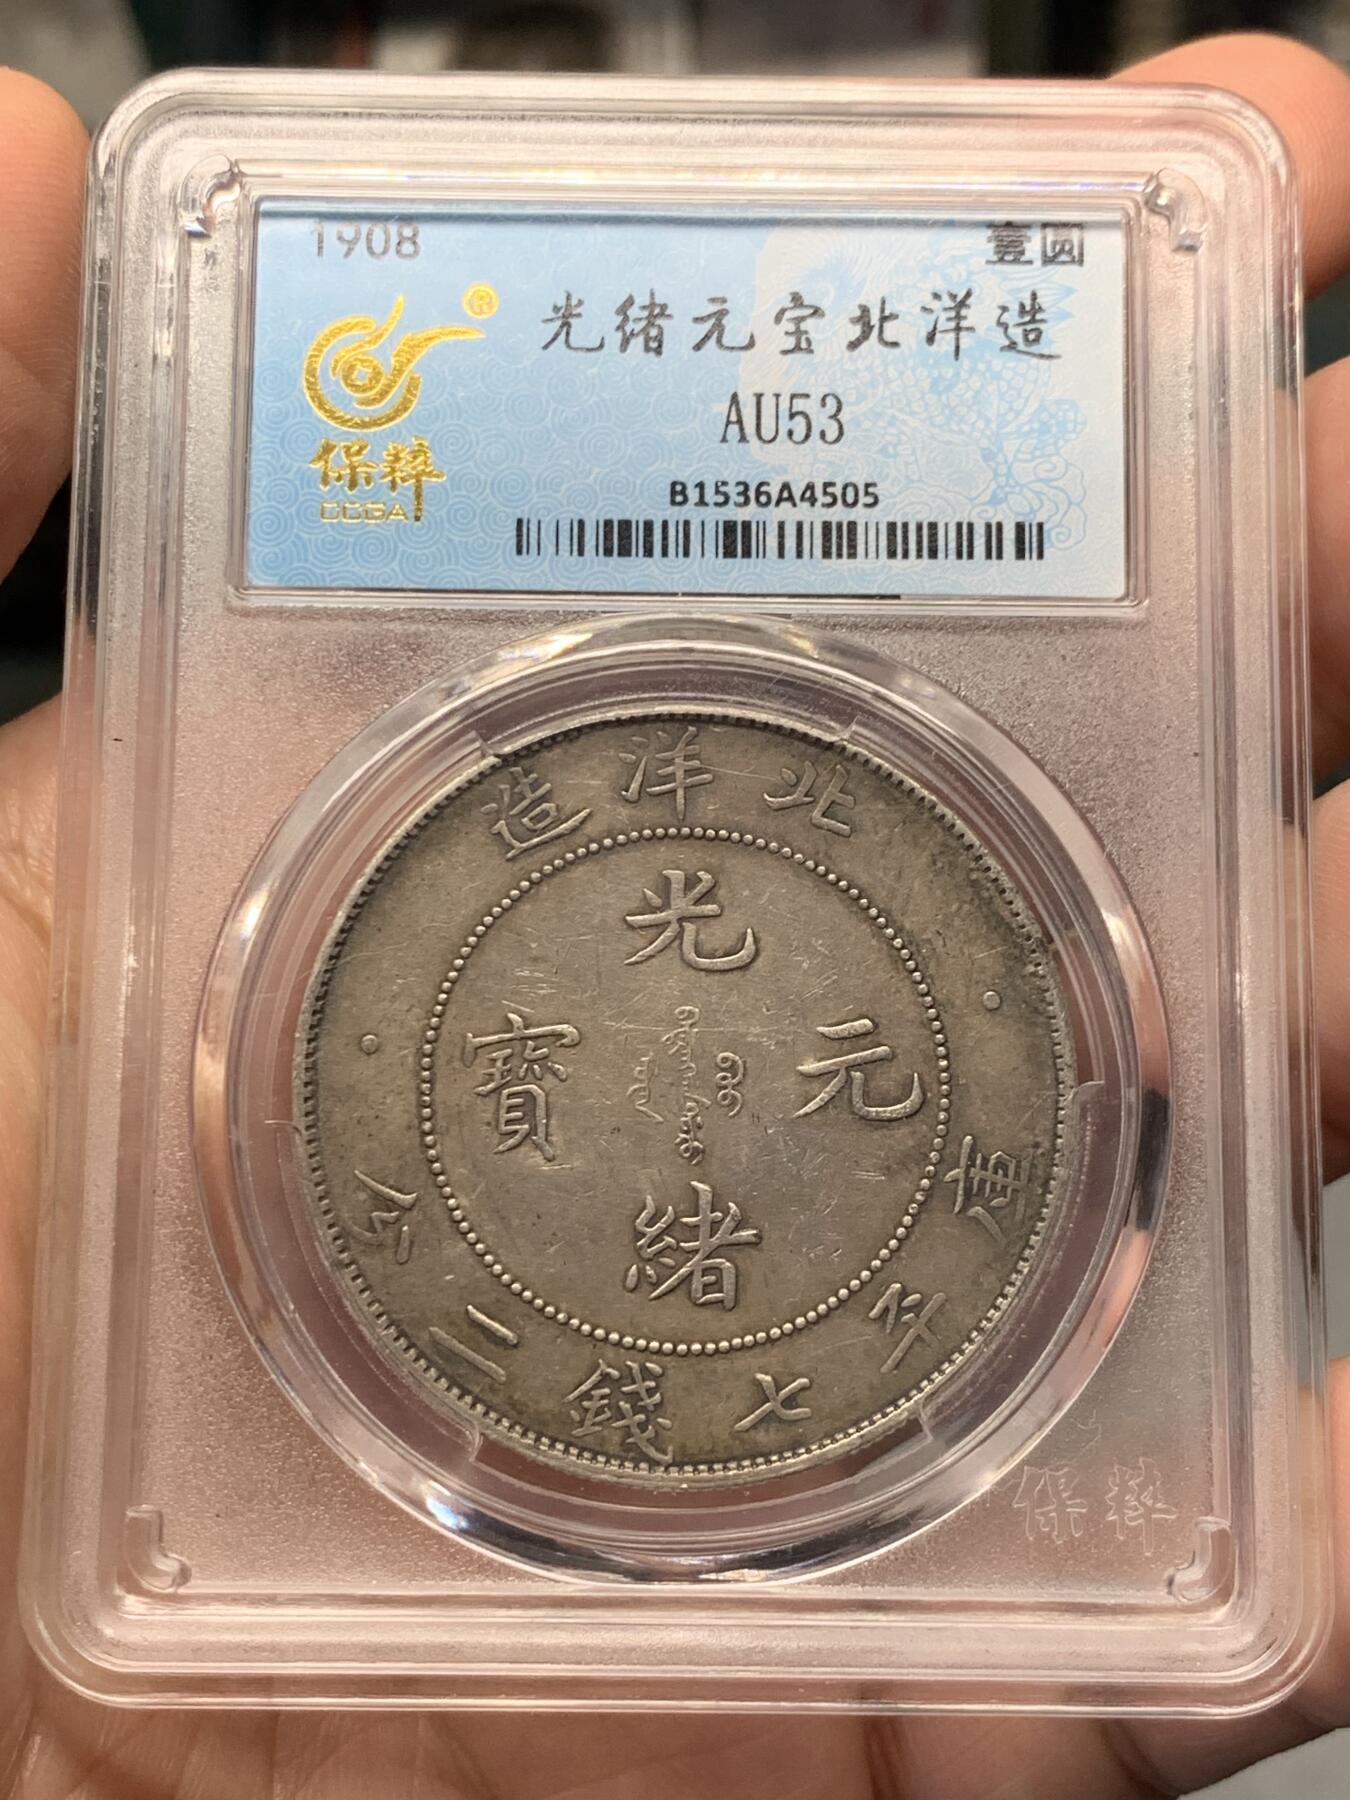 1908 壹圆
®
光绪元宝北洋造
保粹
CCGA
AU53
B1536A4505
北洋造
光
元
寶
緒
庫平七錢二分
保粹